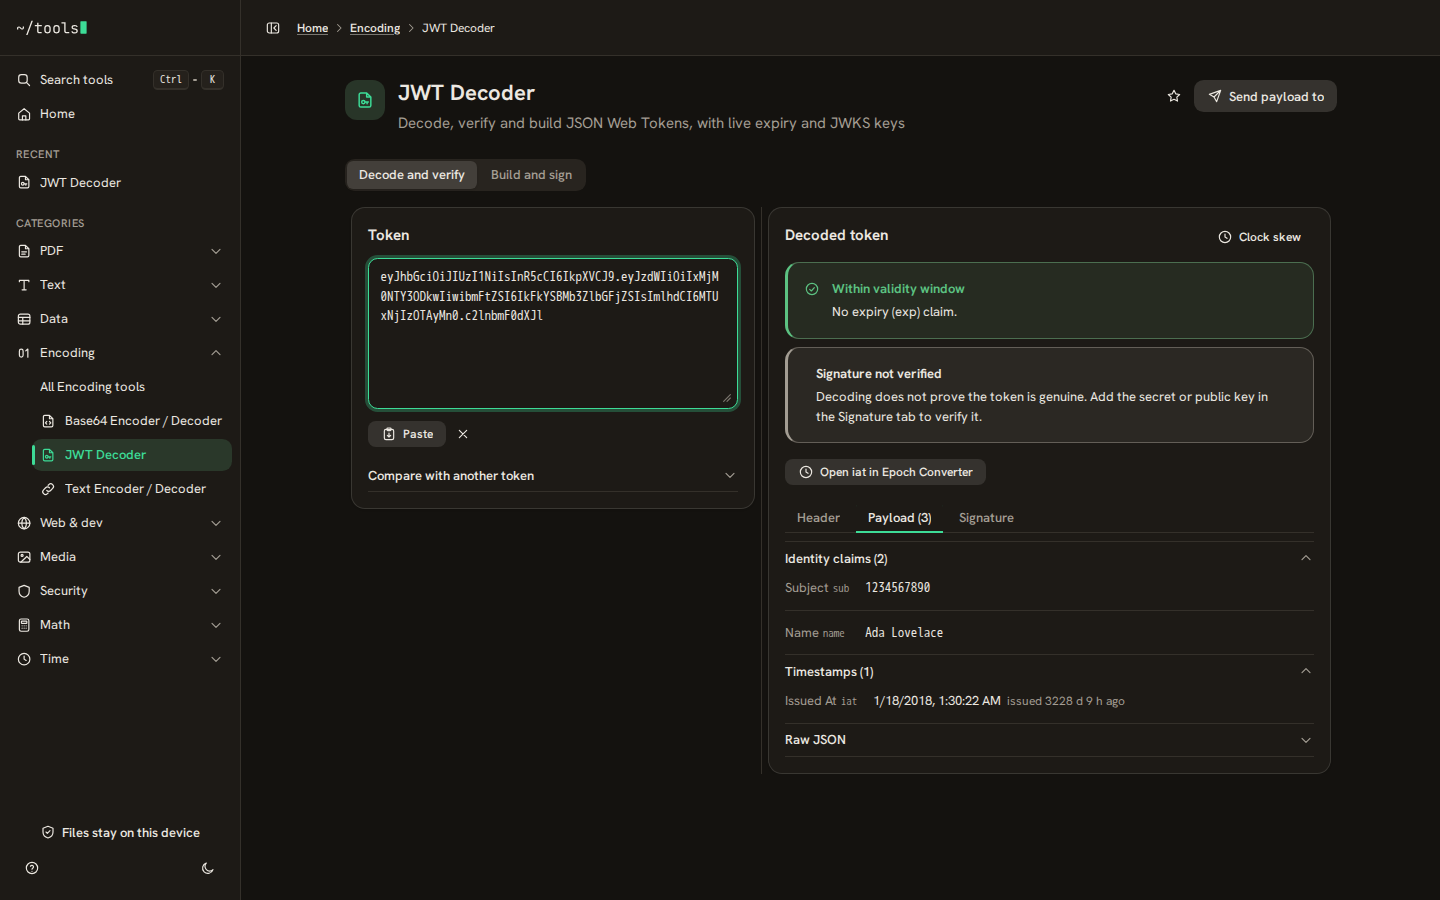 ~/tools
Search tools Ctrl - K
Home
RECENT
JWT Decoder
CATEGORIES
PDF
Text
Data
01 Encoding
All Encoding tools
Base64 Encoder / Decoder
JWT Decoder
Text Encoder / Decoder
Web & dev
Media
Security
Math
Time
Files stay on this device
Home > Encoding > JWT Decoder
JWT Decoder
Decode, verify and build JSON Web Tokens, with live expiry and JWKS keys
Send payload to
Decode and verify Build and sign
Token
eyJhbGciOiJIUzI1NiIsInR5cCI6IkpXVCJ9.eyJzdWIiOiIxMjM
0NTY3ODkwIiwibmFtZSI6IkFkYSBMb3ZlbGFjZSIsImlhdCI6MTU
xNjIzOTAyMn0.c2lnbmF0dXJl
Paste
Compare with another token
Decoded token
Clock skew
Within validity window
No expiry (exp) claim.
Signature not verified
Decoding does not prove the token is genuine. Add the secret or public key in
the Signature tab to verify it.
Open iat in Epoch Converter
Header Payload (3) Signature
Identity claims (2)
Subject sub 1234567890
Name name Ada Lovelace
Timestamps (1)
Issued At iat 1/18/2018, 1:30:22 AM issued 3228 d 9 h ago
Raw JSON